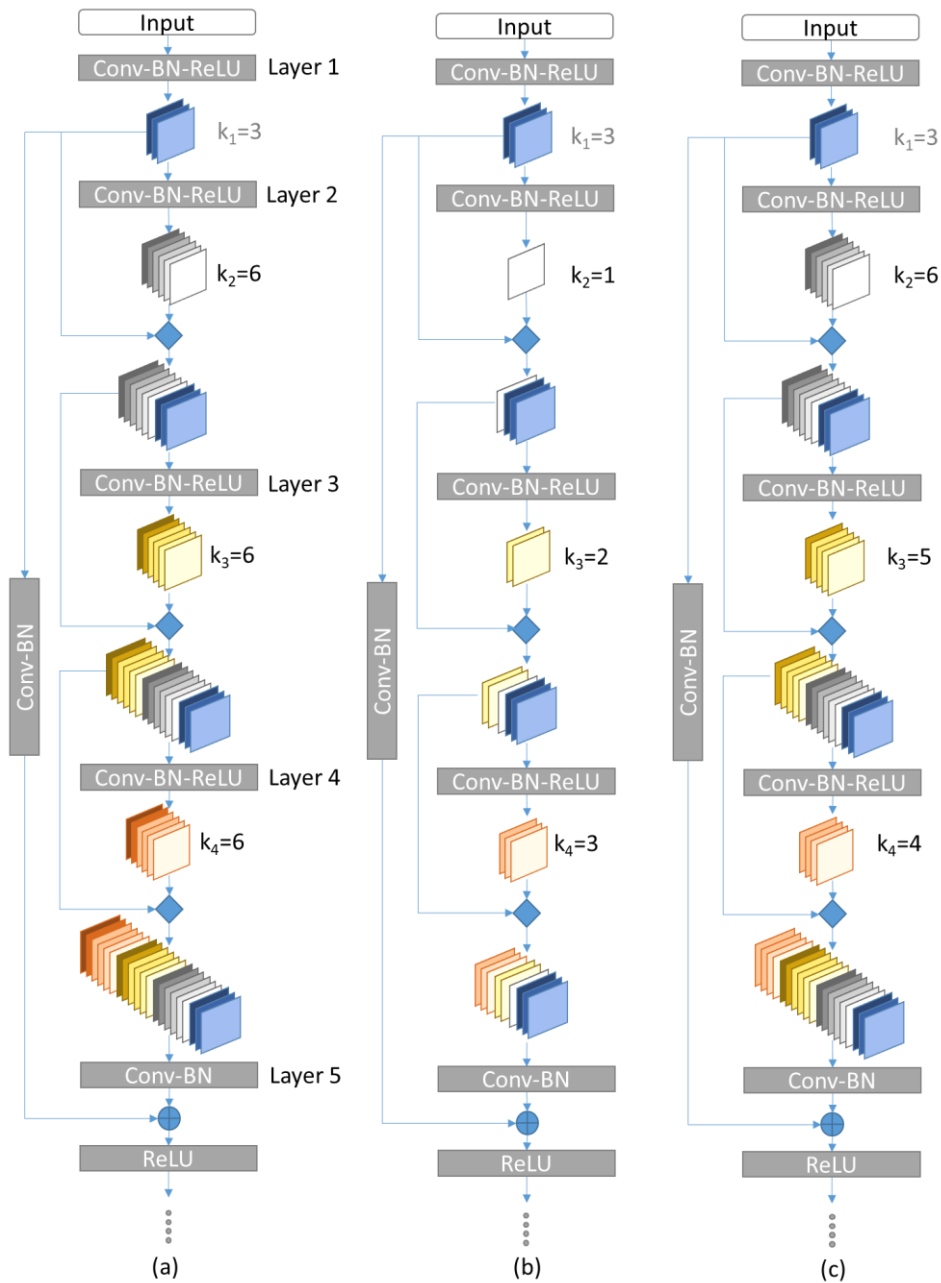 Input
Conv-BN-ReLU Layer 1
k1=3
Conv-BN-ReLU Layer 2
k2=6
Conv-BN-ReLU Layer 3
k3=6
Conv-BN
Conv-BN-ReLU Layer 4
k4=6
Conv-BN Layer 5
ReLU
(a)
Input
Conv-BN-ReLU
k1=3
Conv-BN-ReLU
k2=1
Conv-BN-ReLU
k3=2
Conv-BN
Conv-BN-ReLU
k4=3
Conv-BN
ReLU
(b)
Input
Conv-BN-ReLU
k1=3
Conv-BN-ReLU
k2=6
Conv-BN-ReLU
k3=5
Conv-BN
Conv-BN-ReLU
k4=4
Conv-BN
ReLU
(c)